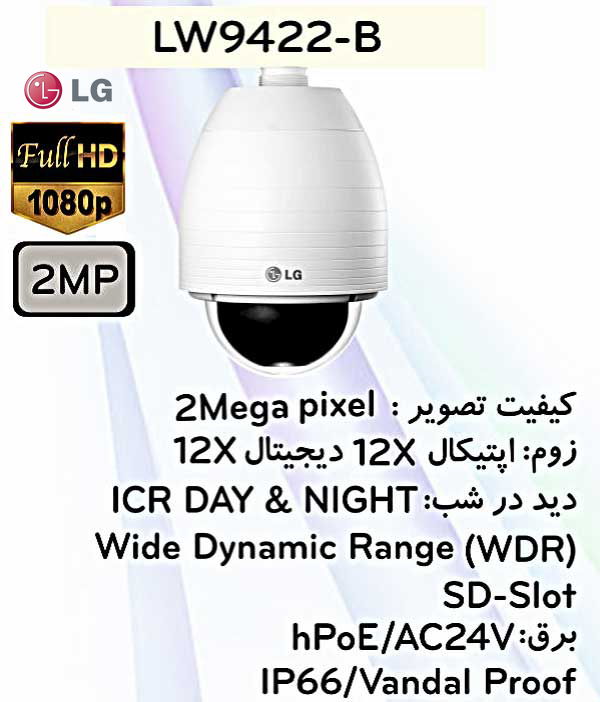 LW9422-B
LG
Full HD
1080p
2MP
LG
کیفیت تصویر : 2Mega pixel
زوم: اپتیکال 12X دیجیتال 12X
دید در شب: ICR DAY & NIGHT
Wide Dynamic Range (WDR)
SD-Slot
برق: hPoE/AC24V
IP66/Vandal Proof